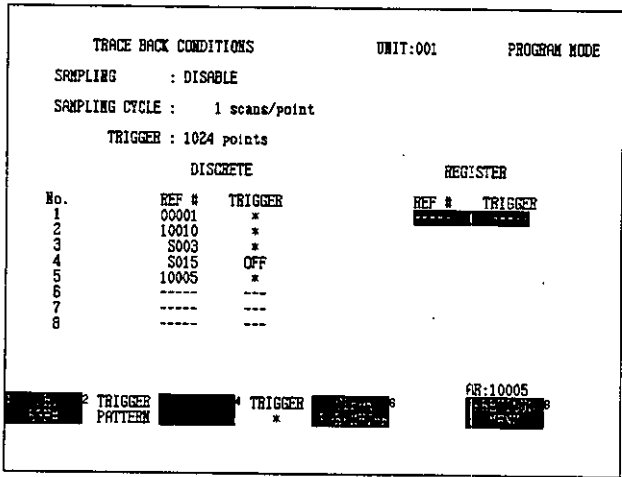 TRACE BACK CONDITIONS UNIT:001 PROGRAM MODE
SAMPLING : DISABLE
SAMPLING CYCLE : 1 scans/point
TRIGGER : 1024 points
DISCRETE REGISTER
No. REF # TRIGGER REF # TRIGGER
1 00001 * ----- -----
2 10010 *
3 S003 *
4 S015 OFF
5 10005 *
6 ----- ---
7 ----- ---
8 ----- ---
AR:10005
2 TRIGGER PATTERN 4 TRIGGER * 6 8